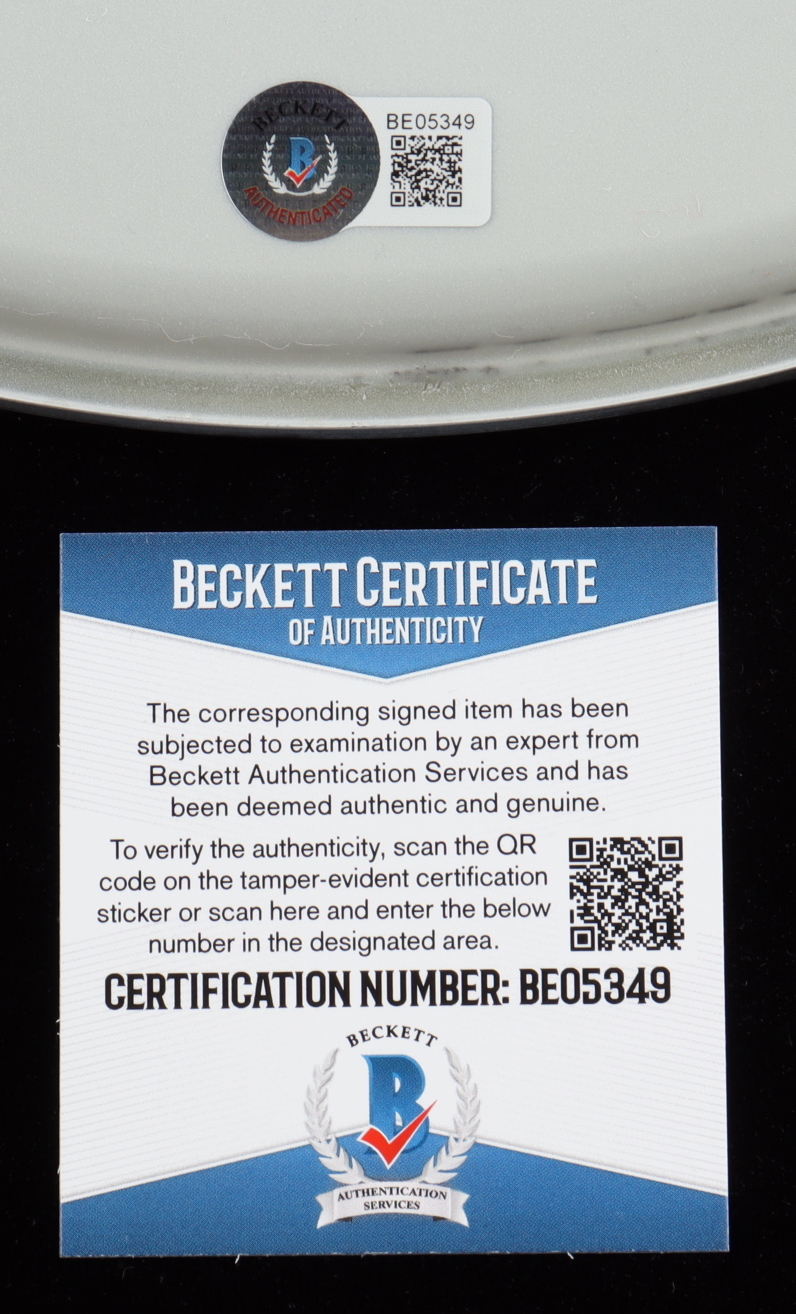 BECKETT
B
AUTHENTICATED
BE05349
BECKETT CERTIFICATE
OF AUTHENTICITY
The corresponding signed item has been
subjected to examination by an expert from
Beckett Authentication Services and has
been deemed authentic and genuine.
To verify the authenticity, scan the QR
code on the tamper-evident certification
sticker or scan here and enter the below
number in the designated area.
CERTIFICATION NUMBER: BE05349
BECKETT
B
AUTHENTICATION
SERVICES